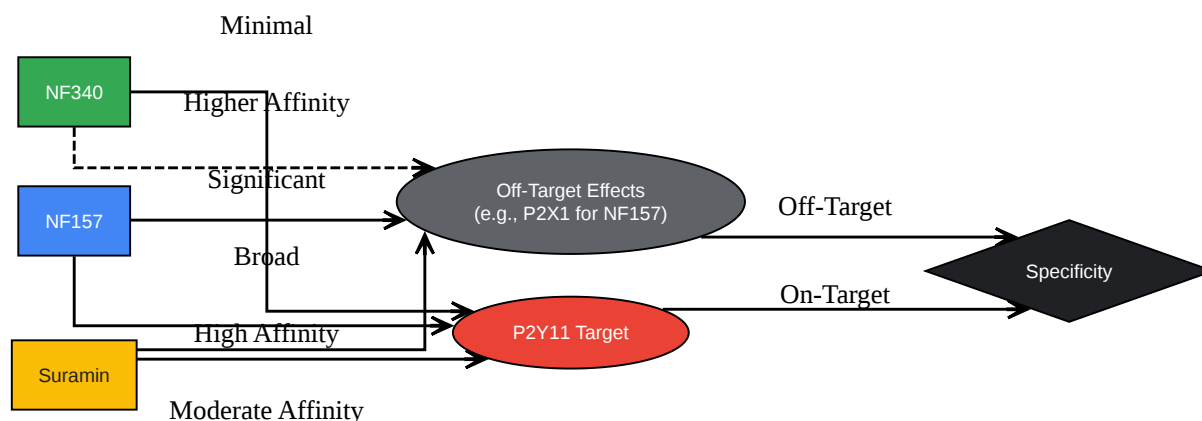 Minimal
NF340
Higher Affinity
Significant
Off-Target Effects
(e.g., P2X1 for NF157)
Off-Target
NF157
Broad
Specificity
On-Target
High Affinity
P2Y11 Target
Suramin
Moderate Affinity